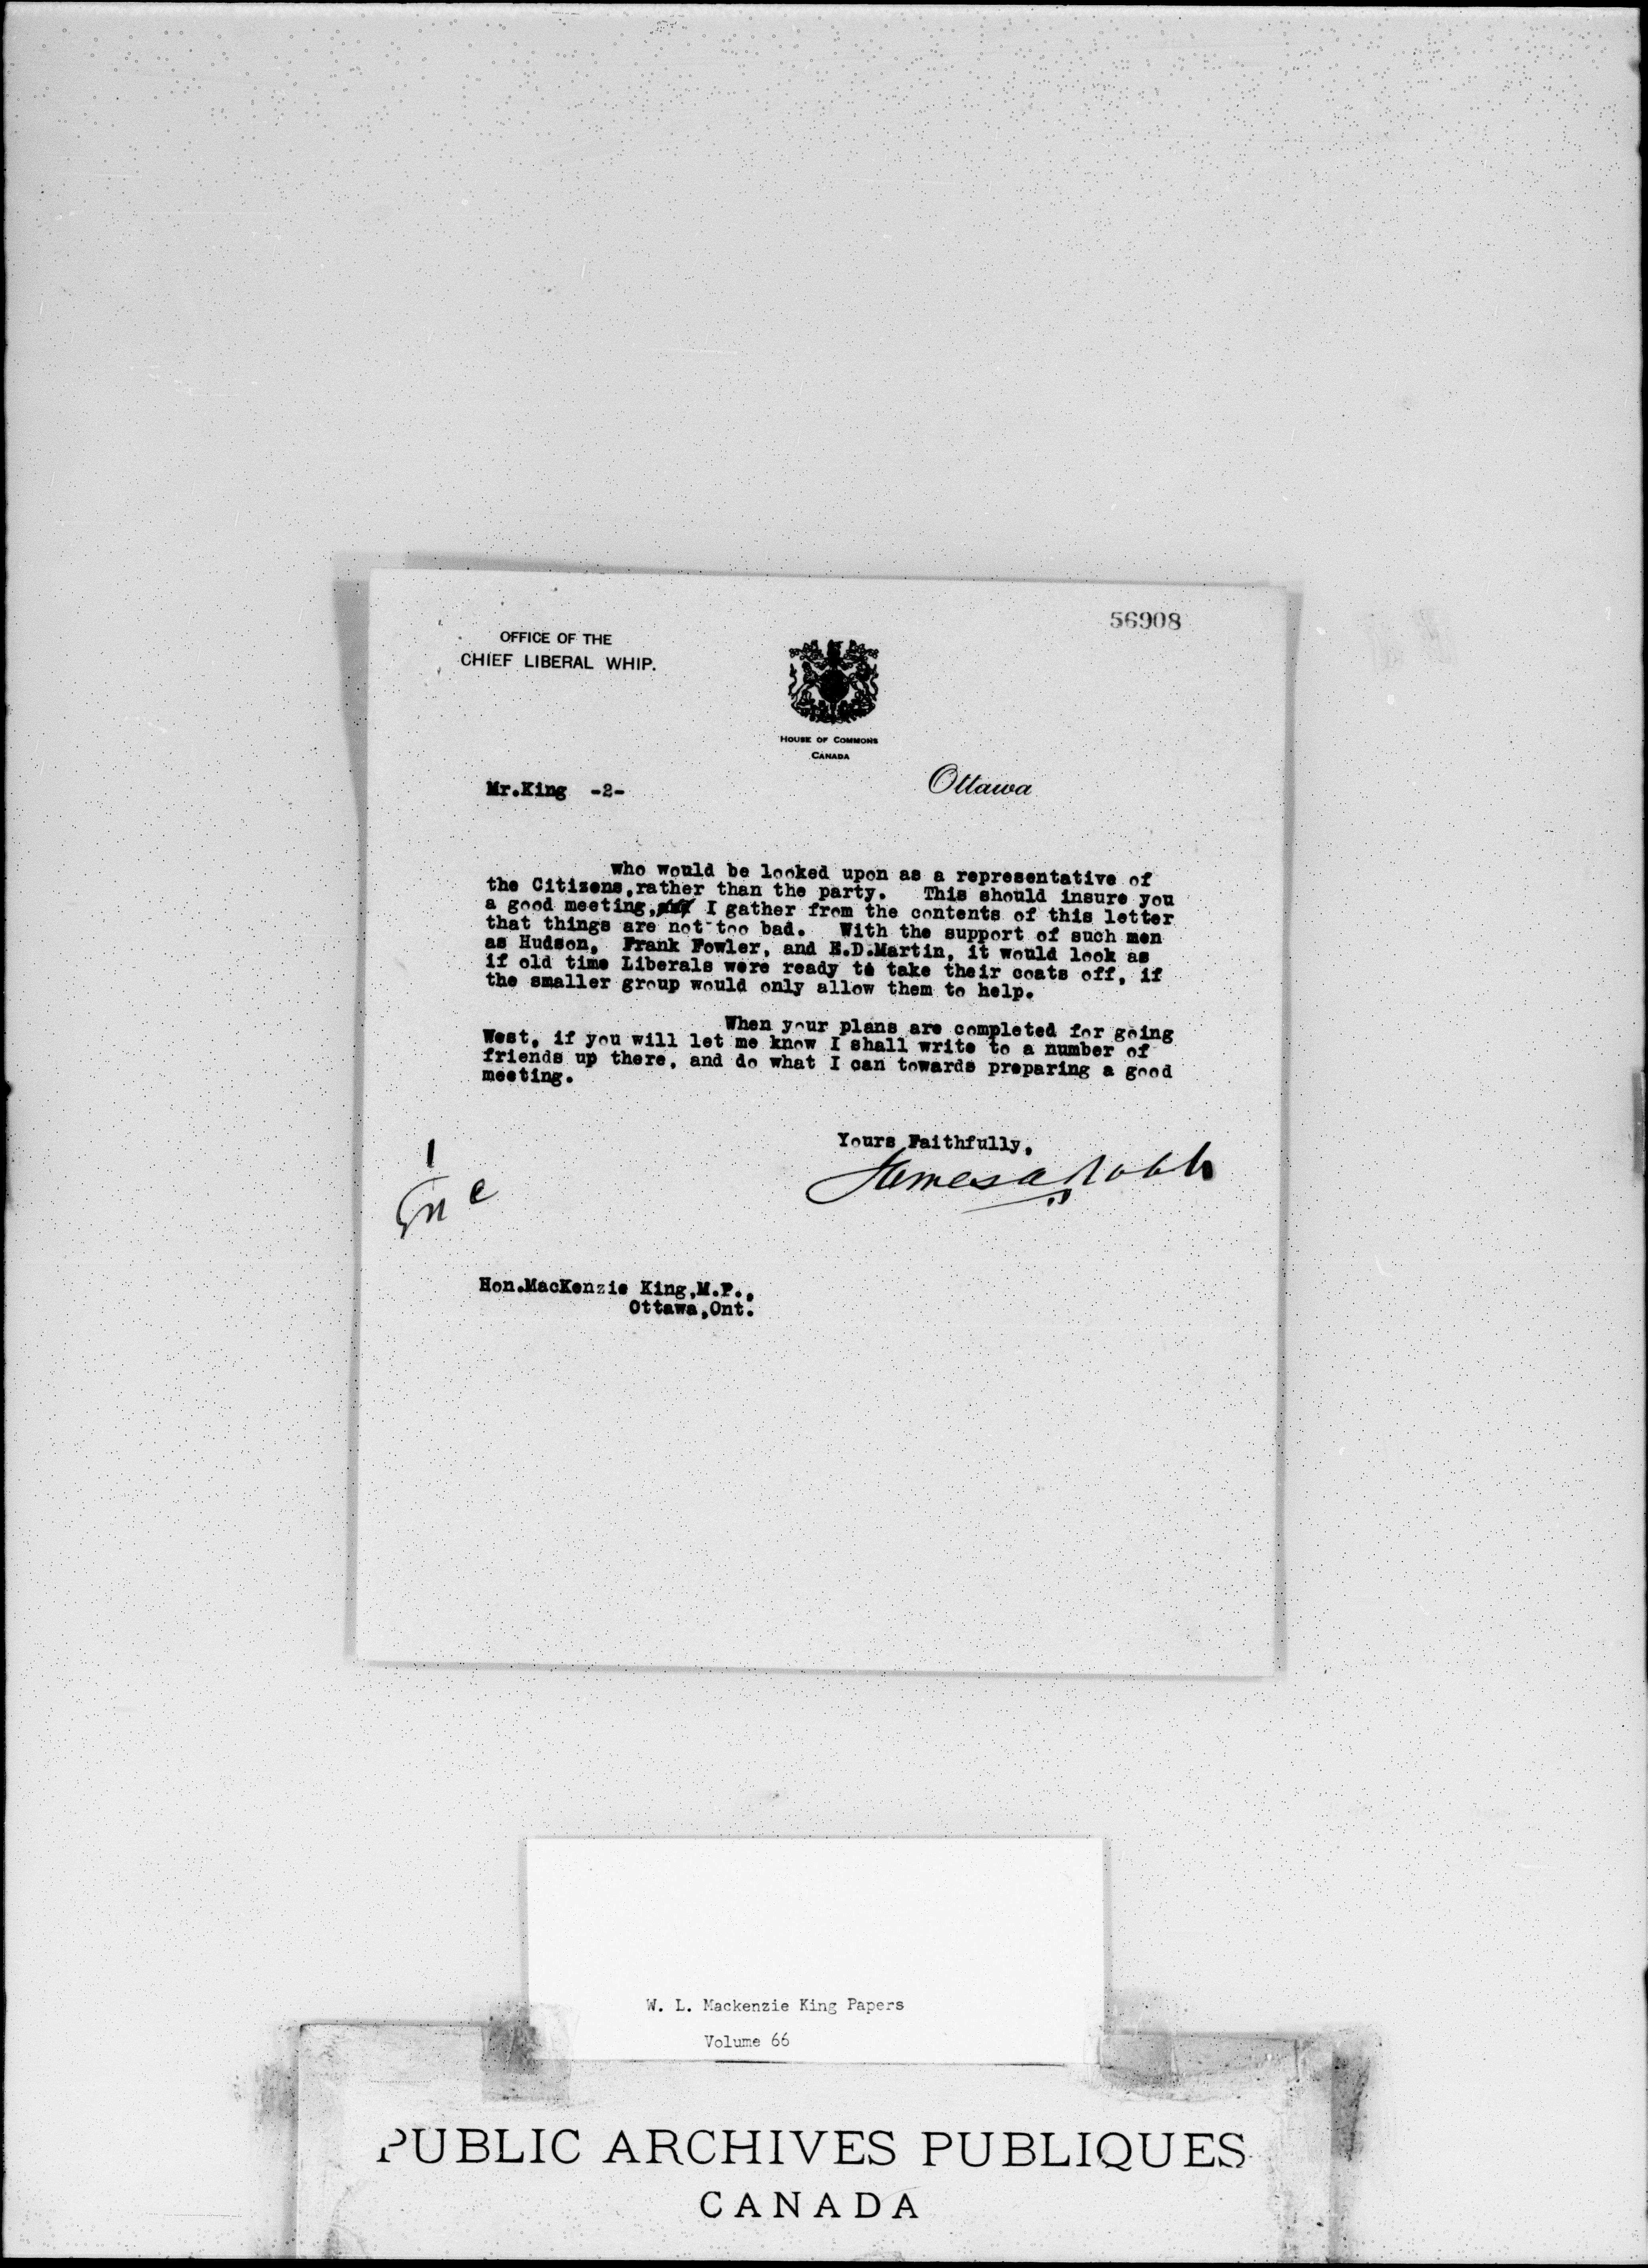 56908
OFFICE OF THE
CHIEF LIBERAL WHIP.
HOUSE OF COMMONS
CANADA
Ottawa
Mr.King -2-
Who would be looked upon as a representative of
the Citizens,rather than the party. This should insure you
a good meeting, I gather from the contents of this letter
that things are not too bad. With the support of such men
as Hudson, Frank Fowler, and E.D.Martin, it would look as
if old time Liberals were ready to take their coats off, if
the smaller group would only allow them to help.
When your plans are completed for going
West, if you will let me know I shall write to a number of
friends up there, and do what I can towards preparing a good
meeting.
Yours Faithfully,
James A Robb
1
Enc
Hon.MacKenzie King,M.P.,
Ottawa,Ont.
W. L. Mackenzie King Papers
Volume 66
PUBLIC ARCHIVES PUBLIQUES
CANADA